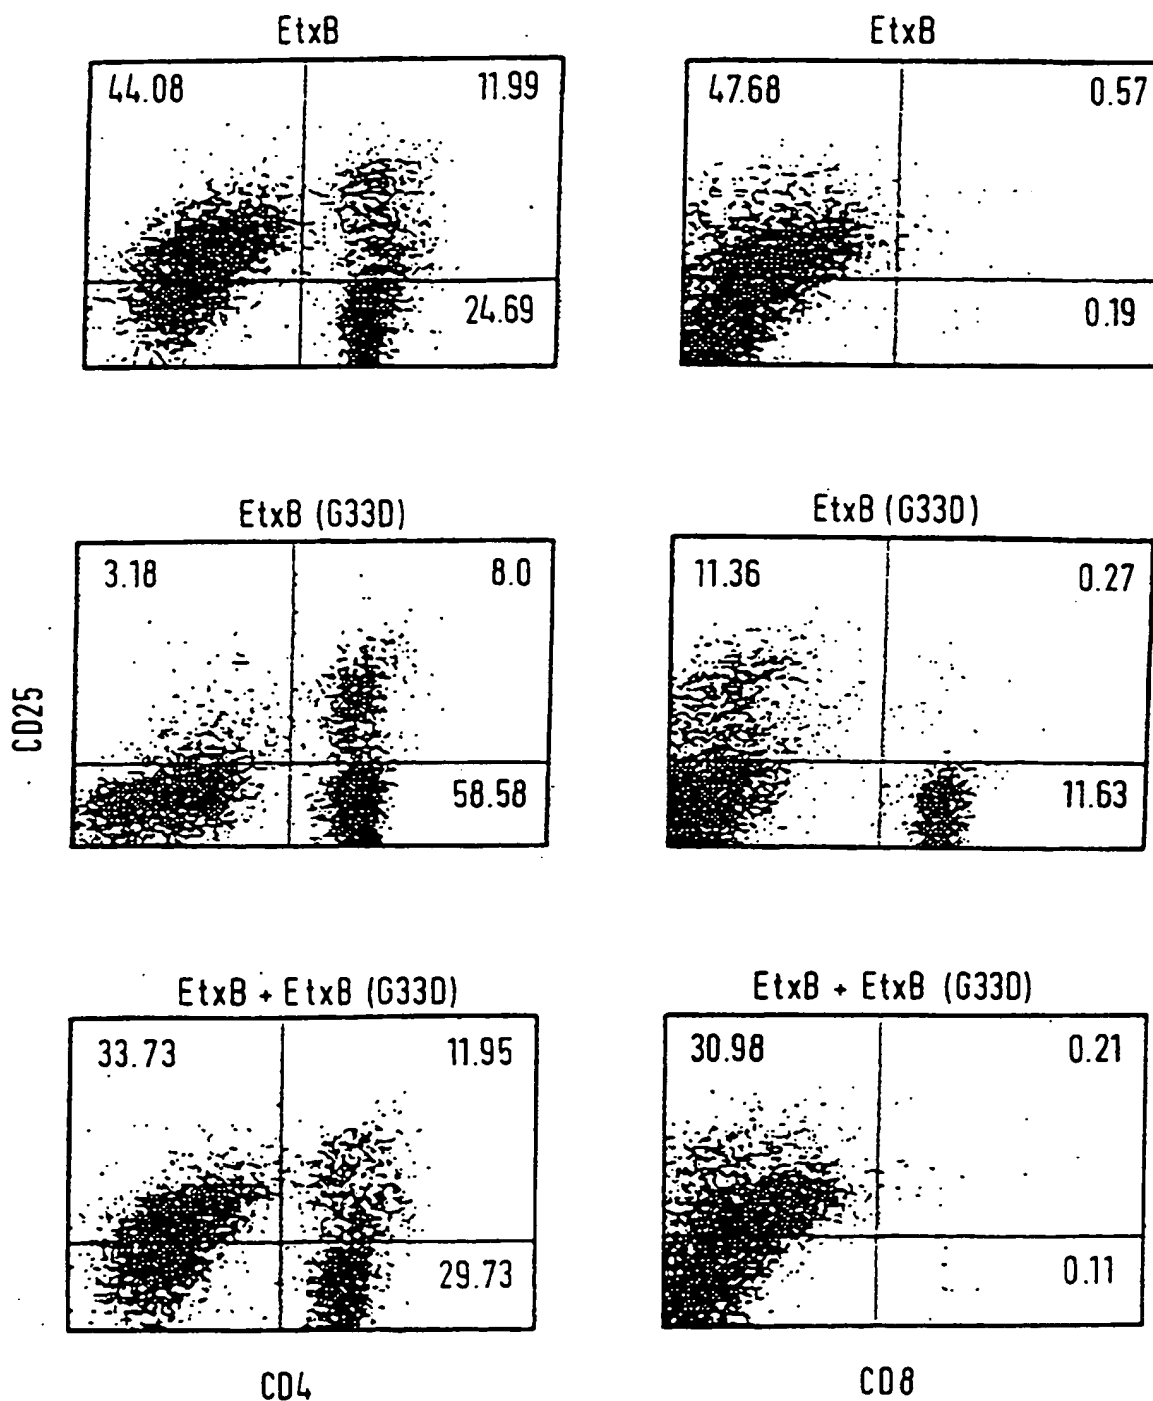 EtxB
EtxB
44.08
11.99
47.68
0.57
24.69
0.19
EtxB (G33D)
EtxB (G33D)
3.18
8.0
11.36
0.27
CD25
58.58
11.63
EtxB + EtxB (G33D)
EtxB + EtxB (G33D)
33.73
11.95
30.98
0.21
29.73
0.11
CD4
CD8